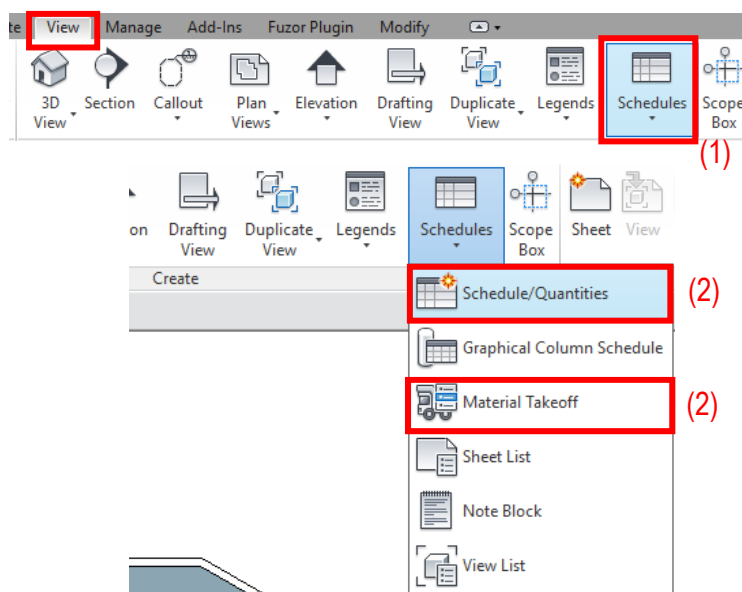 te View Manage Add-Ins Fuzor Plugin Modify
3D View Section Callout Plan Views Elevation Drafting View Duplicate View Legends Schedules Scope Box
(1)
on Drafting View Duplicate View Legends Schedules Scope Box Sheet View
Create
Schedule/Quantities (2)
Graphical Column Schedule
Material Takeoff (2)
Sheet List
Note Block
View List